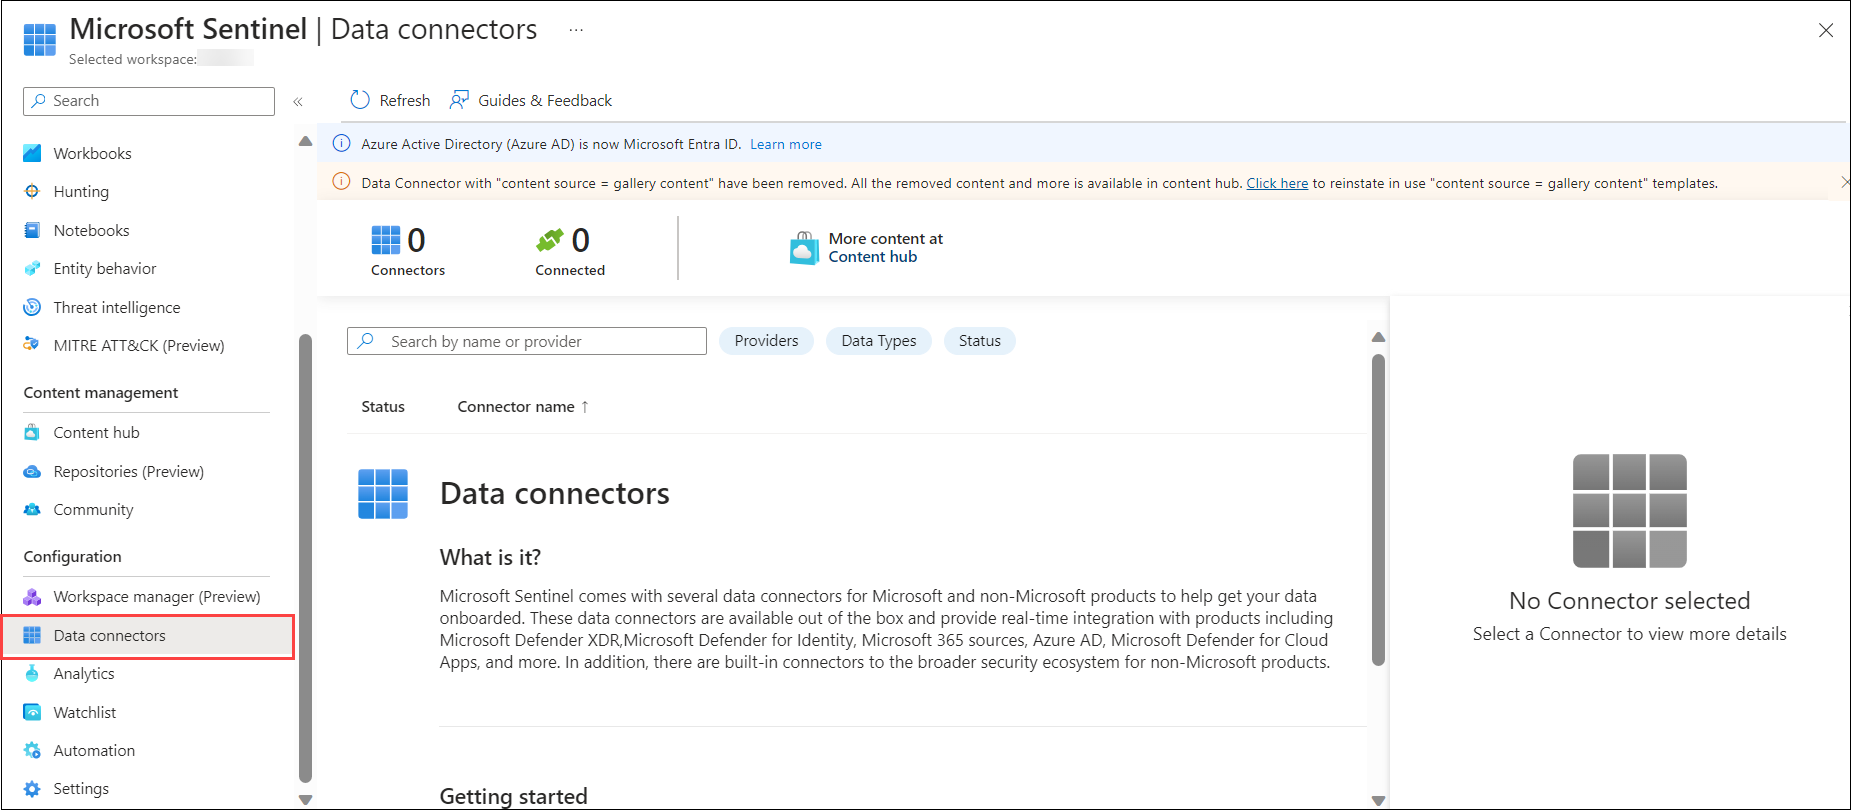 Microsoft Sentinel | Data connectors ...
Selected workspace:
Search
«
Refresh
Guides & Feedback
Workbooks
Hunting
Notebooks
Entity behavior
Threat intelligence
MITRE ATT&CK (Preview)
Content management
Content hub
Repositories (Preview)
Community
Configuration
Workspace manager (Preview)
Data connectors
Analytics
Watchlist
Automation
Settings
Azure Active Directory (Azure AD) is now Microsoft Entra ID. Learn more
Data Connector with "content source = gallery content" have been removed. All the removed content and more is available in content hub. Click here to reinstate in use "content source = gallery content" templates.
0
Connectors
0
Connected
More content at
Content hub
Search by name or provider
Providers
Data Types
Status
Status
Connector name ↑
Data connectors
What is it?
Microsoft Sentinel comes with several data connectors for Microsoft and non-Microsoft products to help get your data
onboarded. These data connectors are available out of the box and provide real-time integration with products including
Microsoft Defender XDR,Microsoft Defender for Identity, Microsoft 365 sources, Azure AD, Microsoft Defender for Cloud
Apps, and more. In addition, there are built-in connectors to the broader security ecosystem for non-Microsoft products.
Getting started
No Connector selected
Select a Connector to view more details